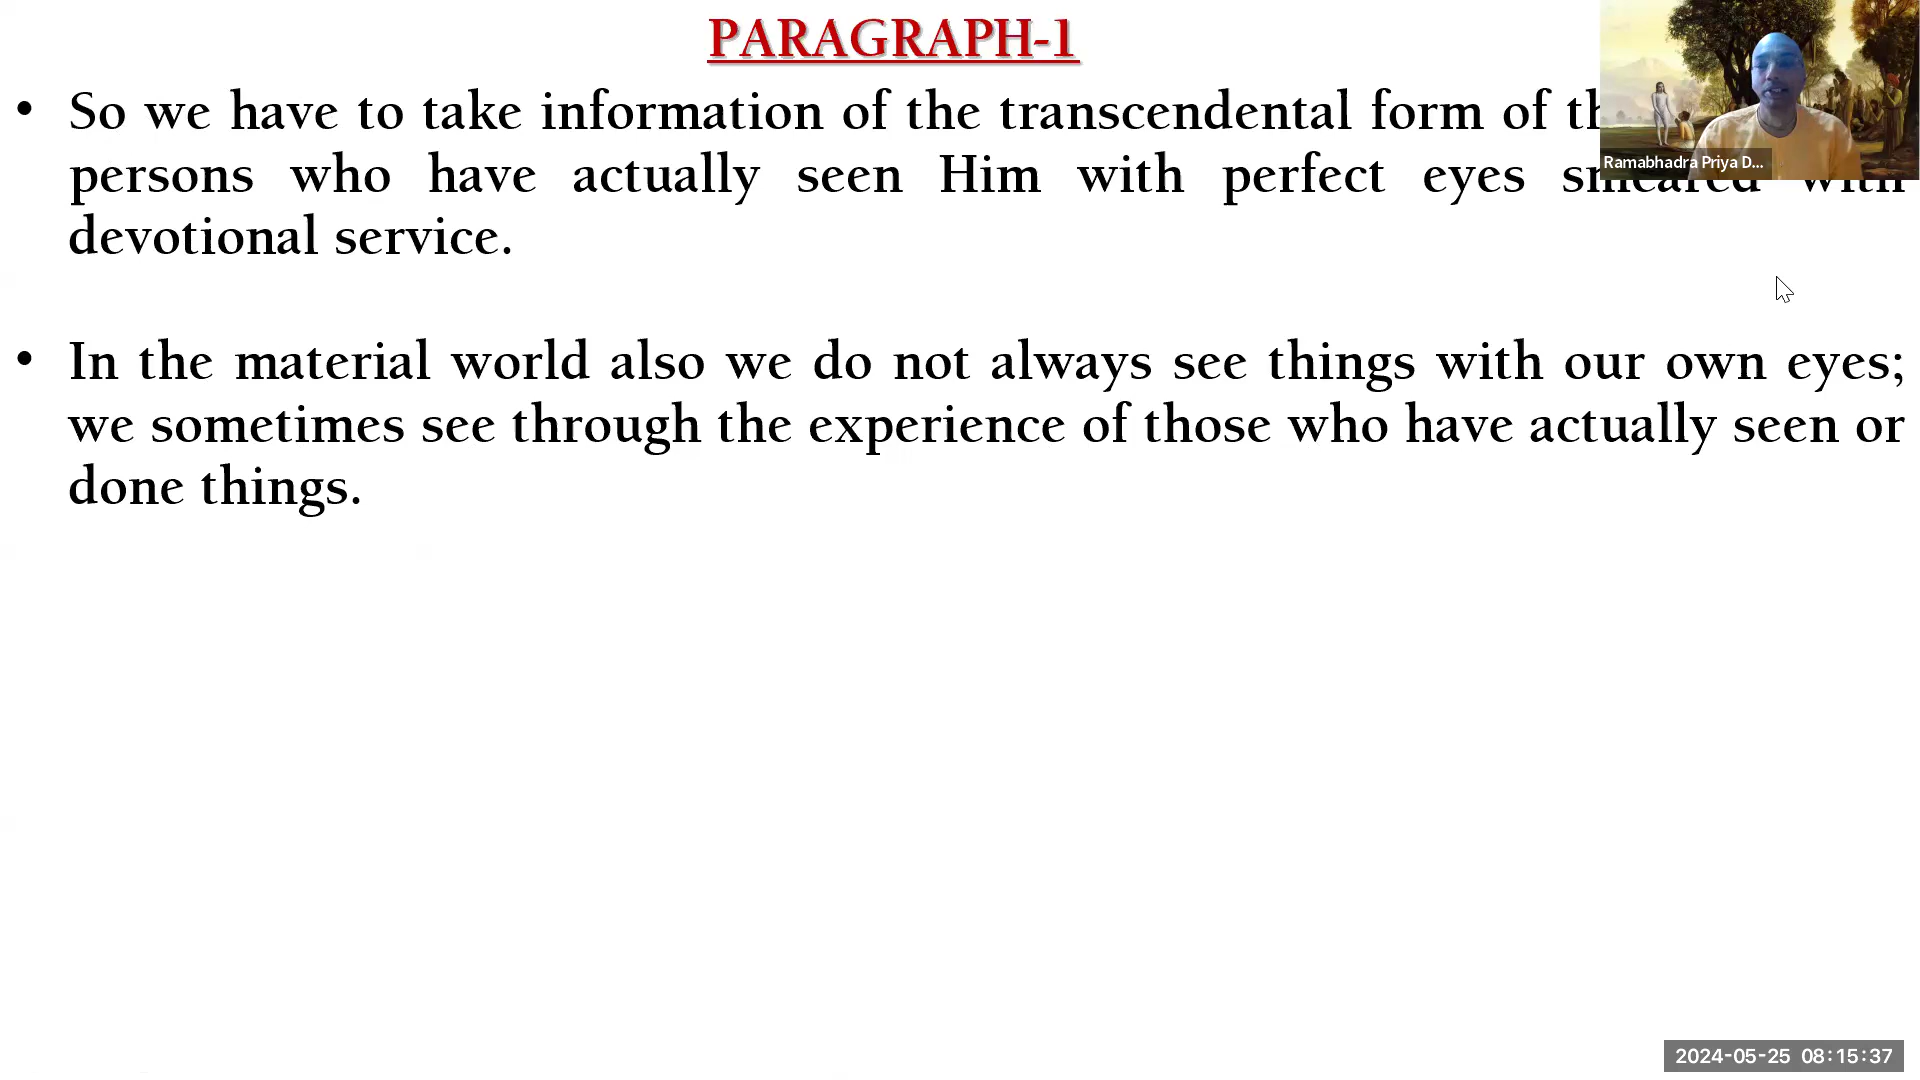 PARAGRAPH-1
• So we have to take information of the transcendental form of
persons who have actually seen Him with perfect eyes smeared with
devotional service.
• In the material world also we do not always see things with our own eyes;
we sometimes see through the experience of those who have actually seen or
done things.
Ramabhadra Priya D...
2024-05-25 08:15:37